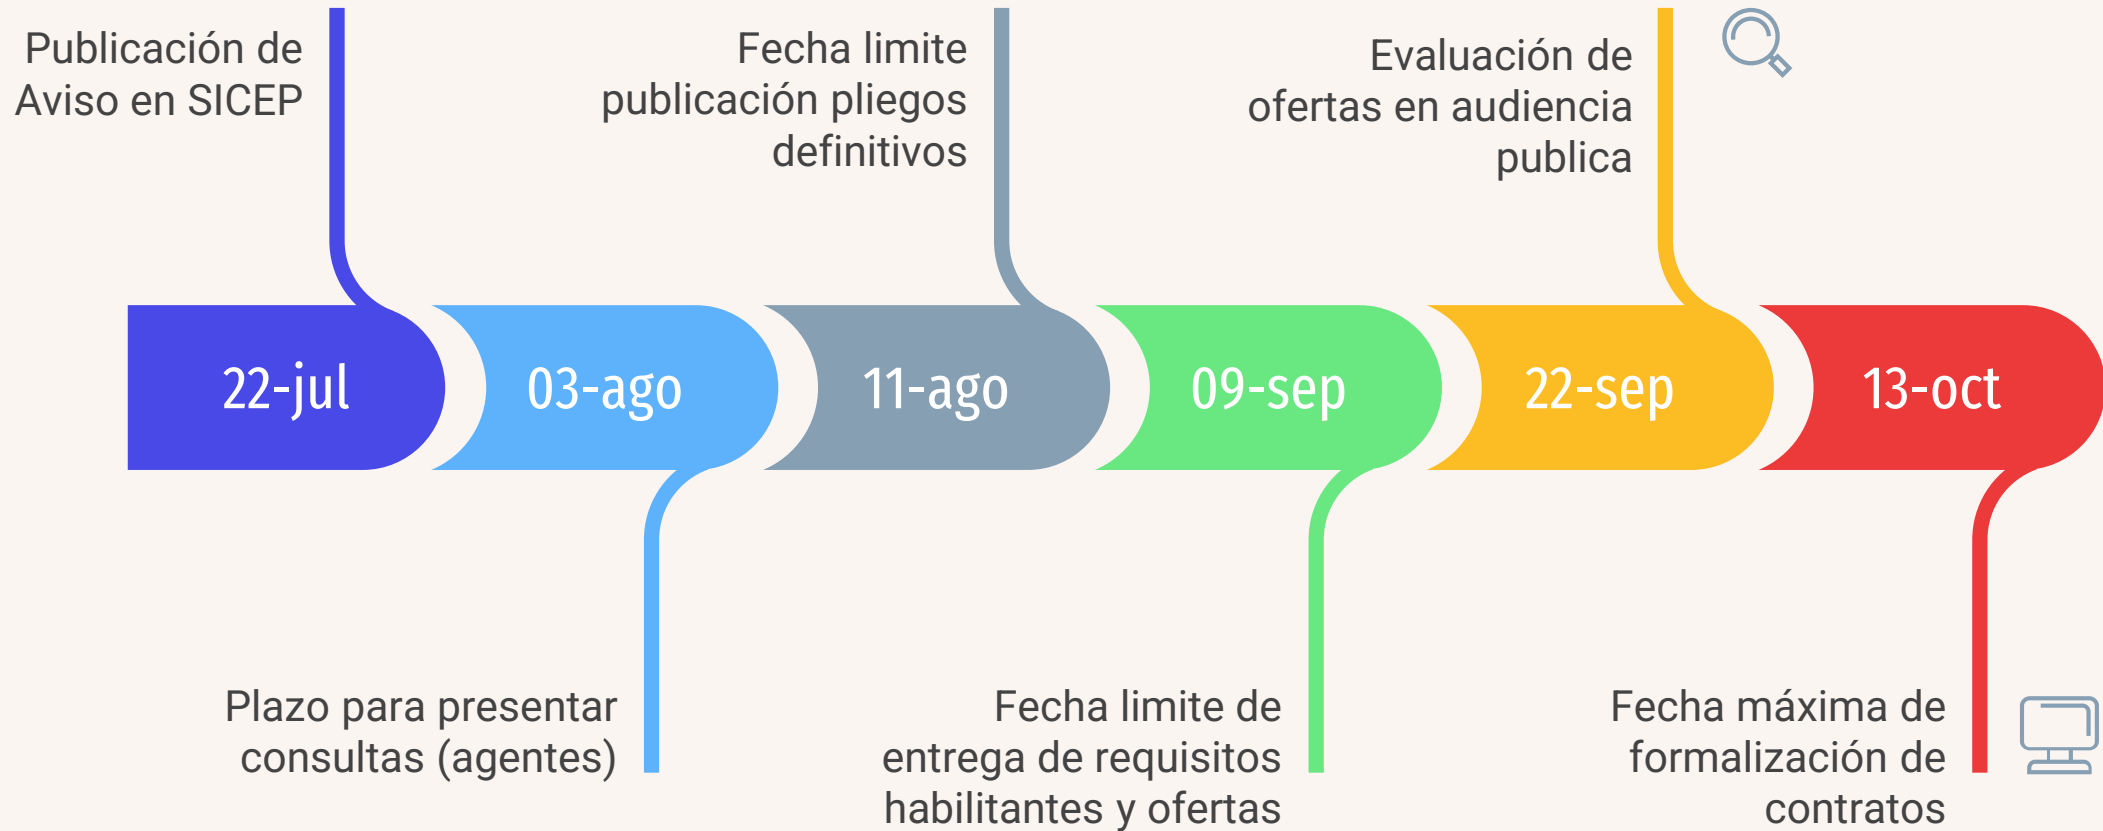 Publicación de
Aviso en SICEP
Fecha limite
publicación pliegos
definitivos
Evaluación de
ofertas en audiencia
publica
22-jul
03-ago
11-ago
09-sep
22-sep
13-oct
Plazo para presentar
consultas (agentes)
Fecha limite de
entrega de requisitos
habilitantes y ofertas
Fecha máxima de
formalización de
contratos